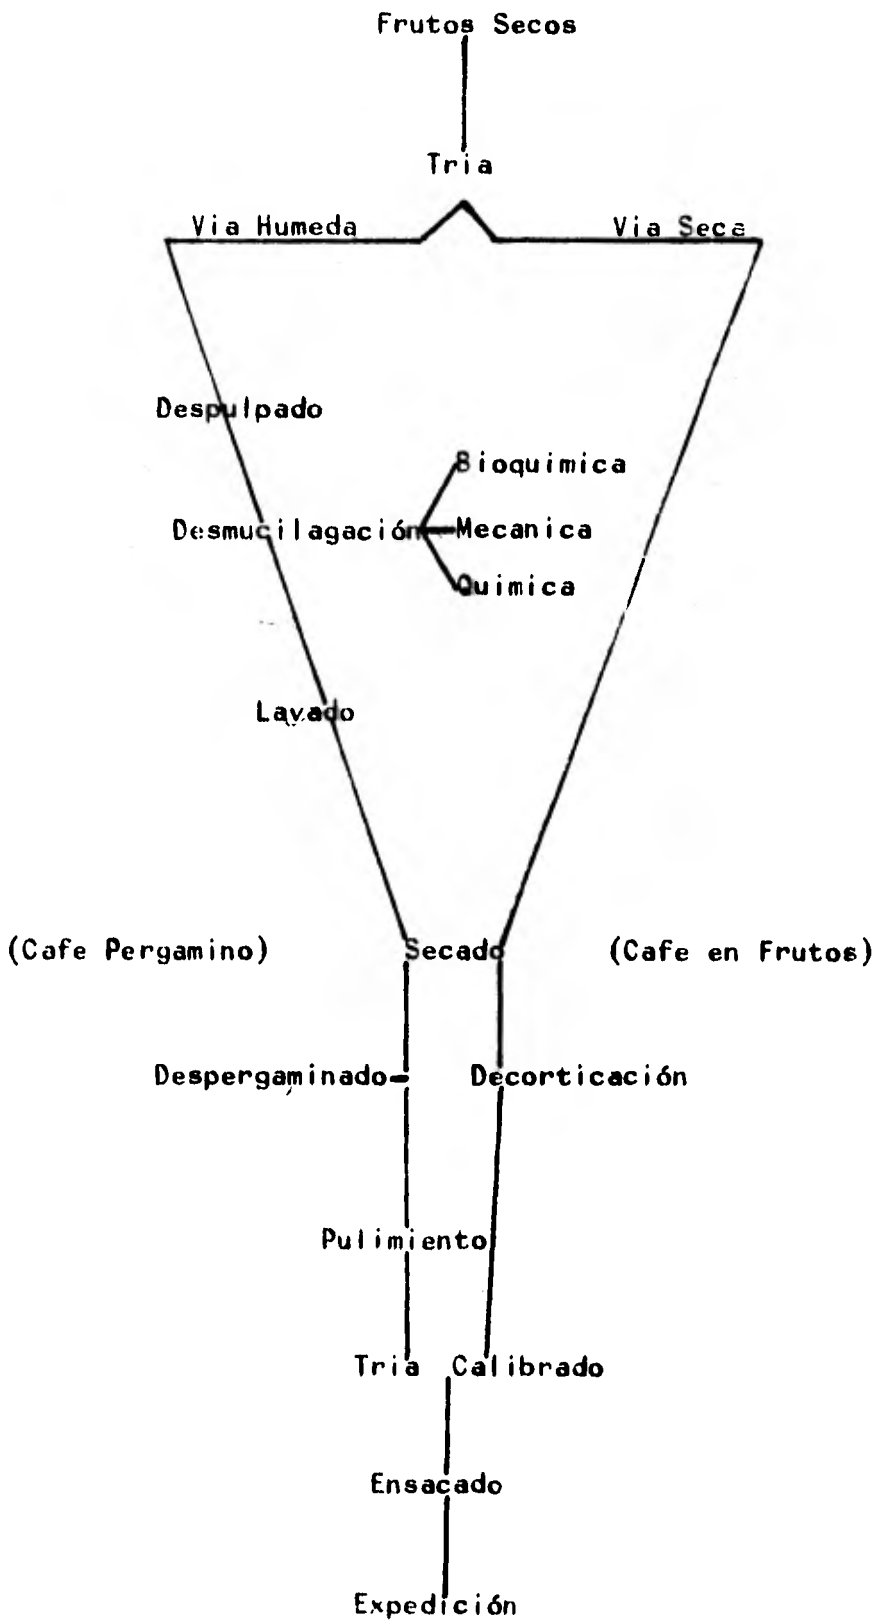 Frutos Secos
Tria
Via Humeda Via Seca
Despulpado
Bioquimica
Desmucilagación Mecanica
Quimica
Lavado
(Cafe Pergamino) Secado (Cafe en Frutos)
Despergaminado Decorticación
Pulimiento
Tria Calibrado
Ensacado
Expedición